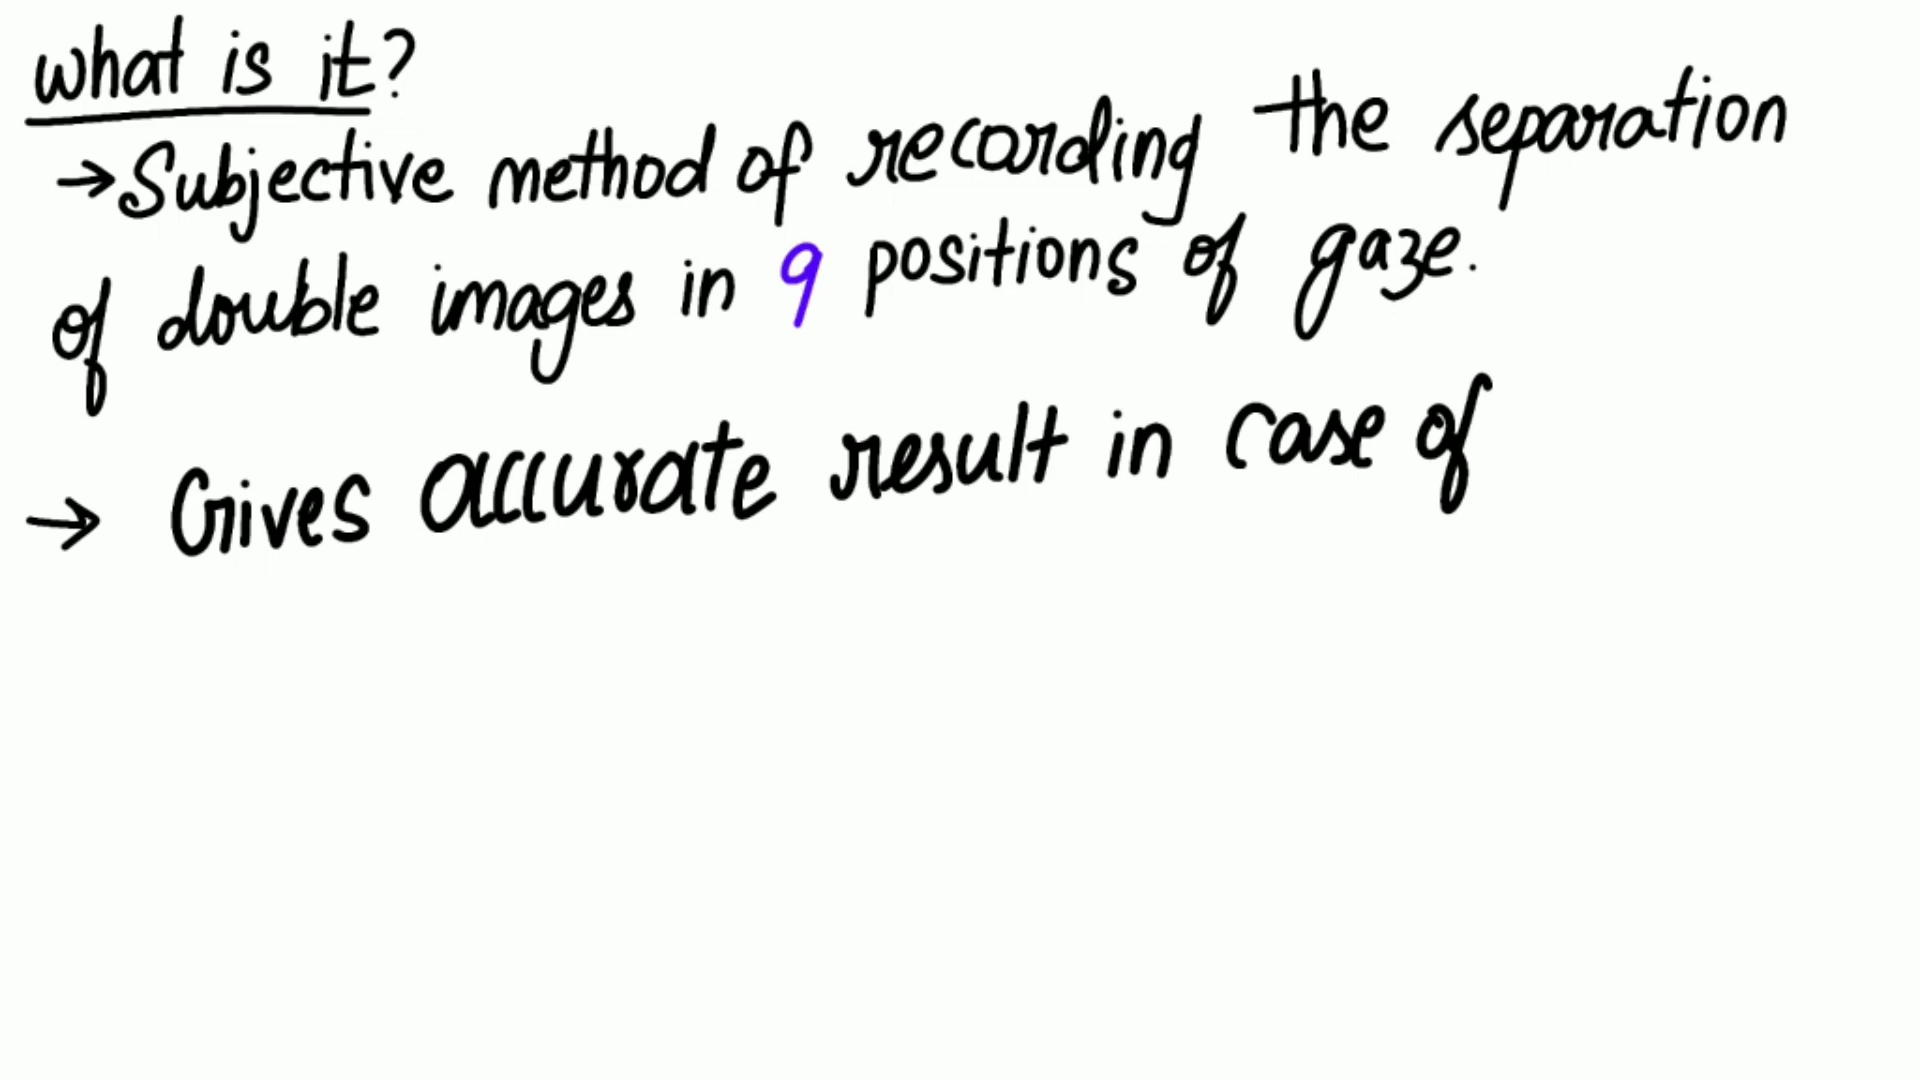 what is it?
→ Subjective method of recording the separation
of double images in 9 positions of gaze.
→ Gives accurate result in case of